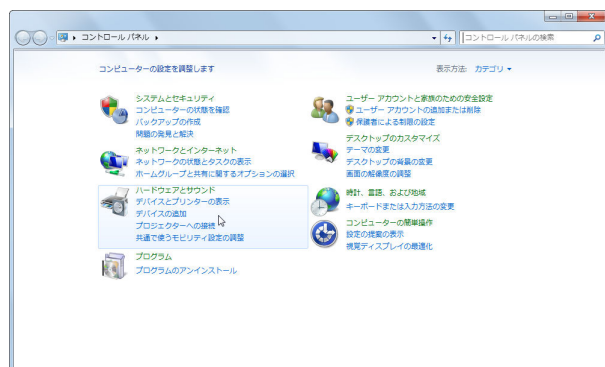 コントロール パネル
コントロール パネルの検索
コンピューターの設定を調整します
表示方法: カテゴリ
システムとセキュリティ
コンピューターの状態を確認
バックアップの作成
問題の発見と解決
ネットワークとインターネット
ネットワークの状態とタスクの表示
ホームグループと共有に関するオプションの選択
ハードウェアとサウンド
デバイスとプリンターの表示
デバイスの追加
プロジェクターへの接続
共通で使うモビリティ設定の調整
プログラム
プログラムのアンインストール
ユーザー アカウントと家族のための安全設定
ユーザー アカウントの追加または削除
保護者による制限の設定
デスクトップのカスタマイズ
テーマの変更
デスクトップの背景の変更
画面の解像度の調整
時計、言語、および地域
キーボードまたは入力方法の変更
コンピューターの簡単操作
設定の提案の表示
視覚ディスプレイの最適化